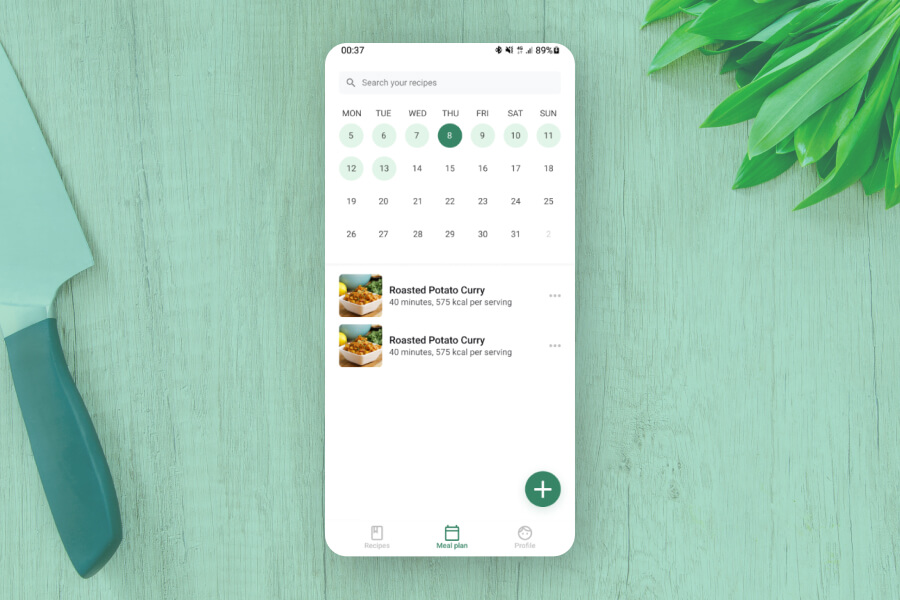 00:37 89%
Search your recipes
MON TUE WED THU FRI SAT SUN
5 6 7 8 9 10 11
12 13 14 15 16 17 18
19 20 21 22 23 24 25
26 27 28 29 30 31 2
Roasted Potato Curry
40 minutes, 575 kcal per serving
Roasted Potato Curry
40 minutes, 575 kcal per serving
Recipes Meal plan Profile